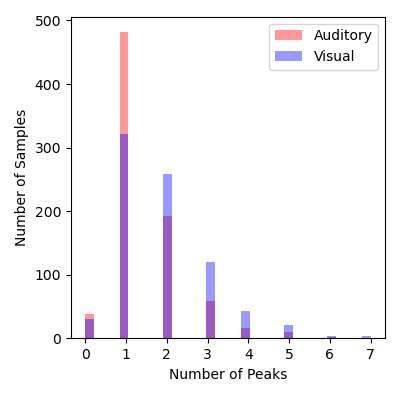 500
400
300
200
100
0
Number of Samples
Auditory
Visual
0 1 2 3 4 5 6 7
Number of Peaks